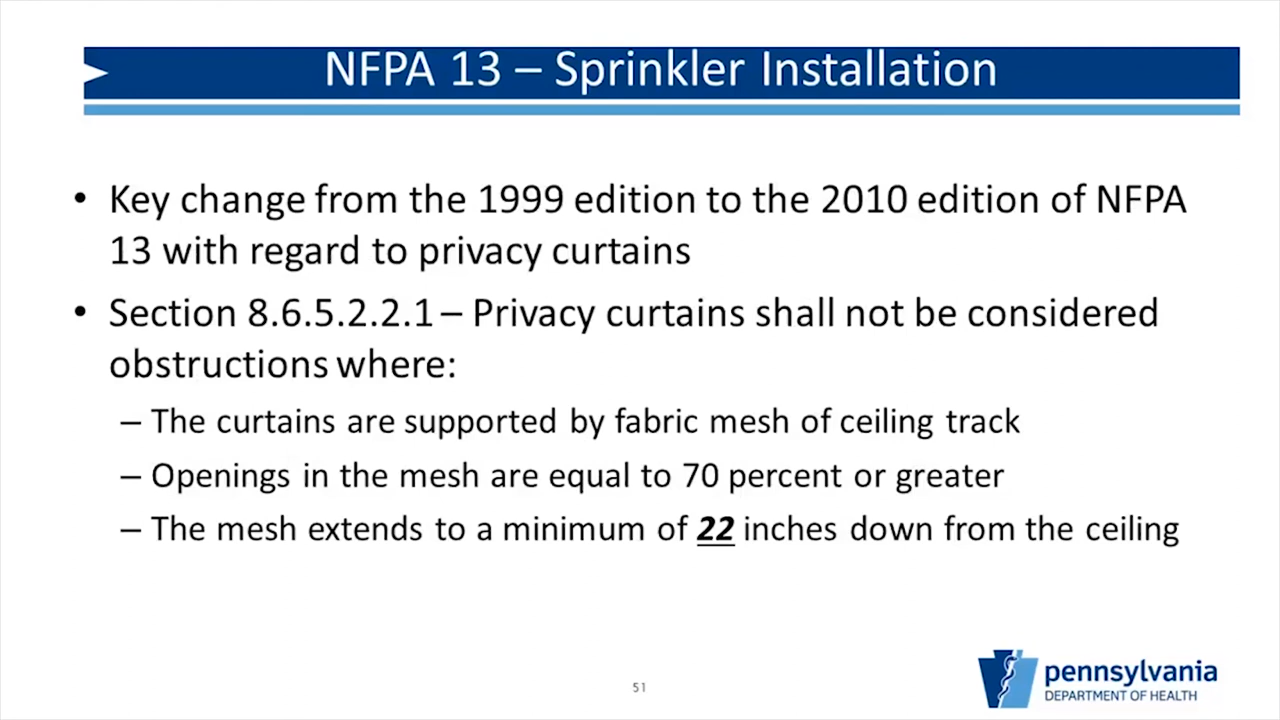 NFPA 13 – Sprinkler Installation
• Key change from the 1999 edition to the 2010 edition of NFPA
13 with regard to privacy curtains
• Section 8.6.5.2.2.1 – Privacy curtains shall not be considered
obstructions where:
– The curtains are supported by fabric mesh of ceiling track
– Openings in the mesh are equal to 70 percent or greater
– The mesh extends to a minimum of 22 inches down from the ceiling
51
pennsylvania
DEPARTMENT OF HEALTH